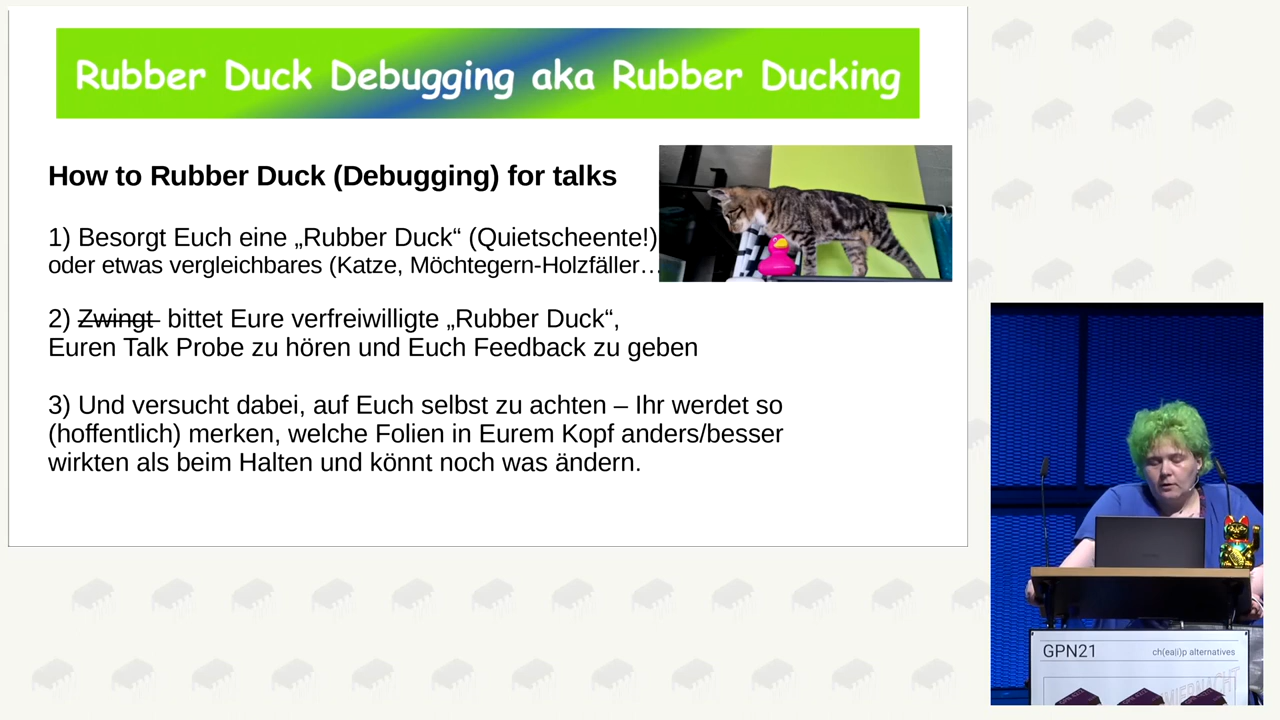 Rubber Duck Debugging aka Rubber Ducking
How to Rubber Duck (Debugging) for talks
1) Besorgt Euch eine „Rubber Duck“ (Quietscheente!)
oder etwas vergleichbares (Katze, Möchtegern-Holzfäller…
2) Zwingt bittet Eure verfreiwilligte „Rubber Duck“,
Euren Talk Probe zu hören und Euch Feedback zu geben
3) Und versucht dabei, auf Euch selbst zu achten – Ihr werdet so
(hoffentlich) merken, welche Folien in Eurem Kopf anders/besser
wirkten als beim Halten und könnt noch was ändern.
GPN21
ch(ea|i)p alternatives